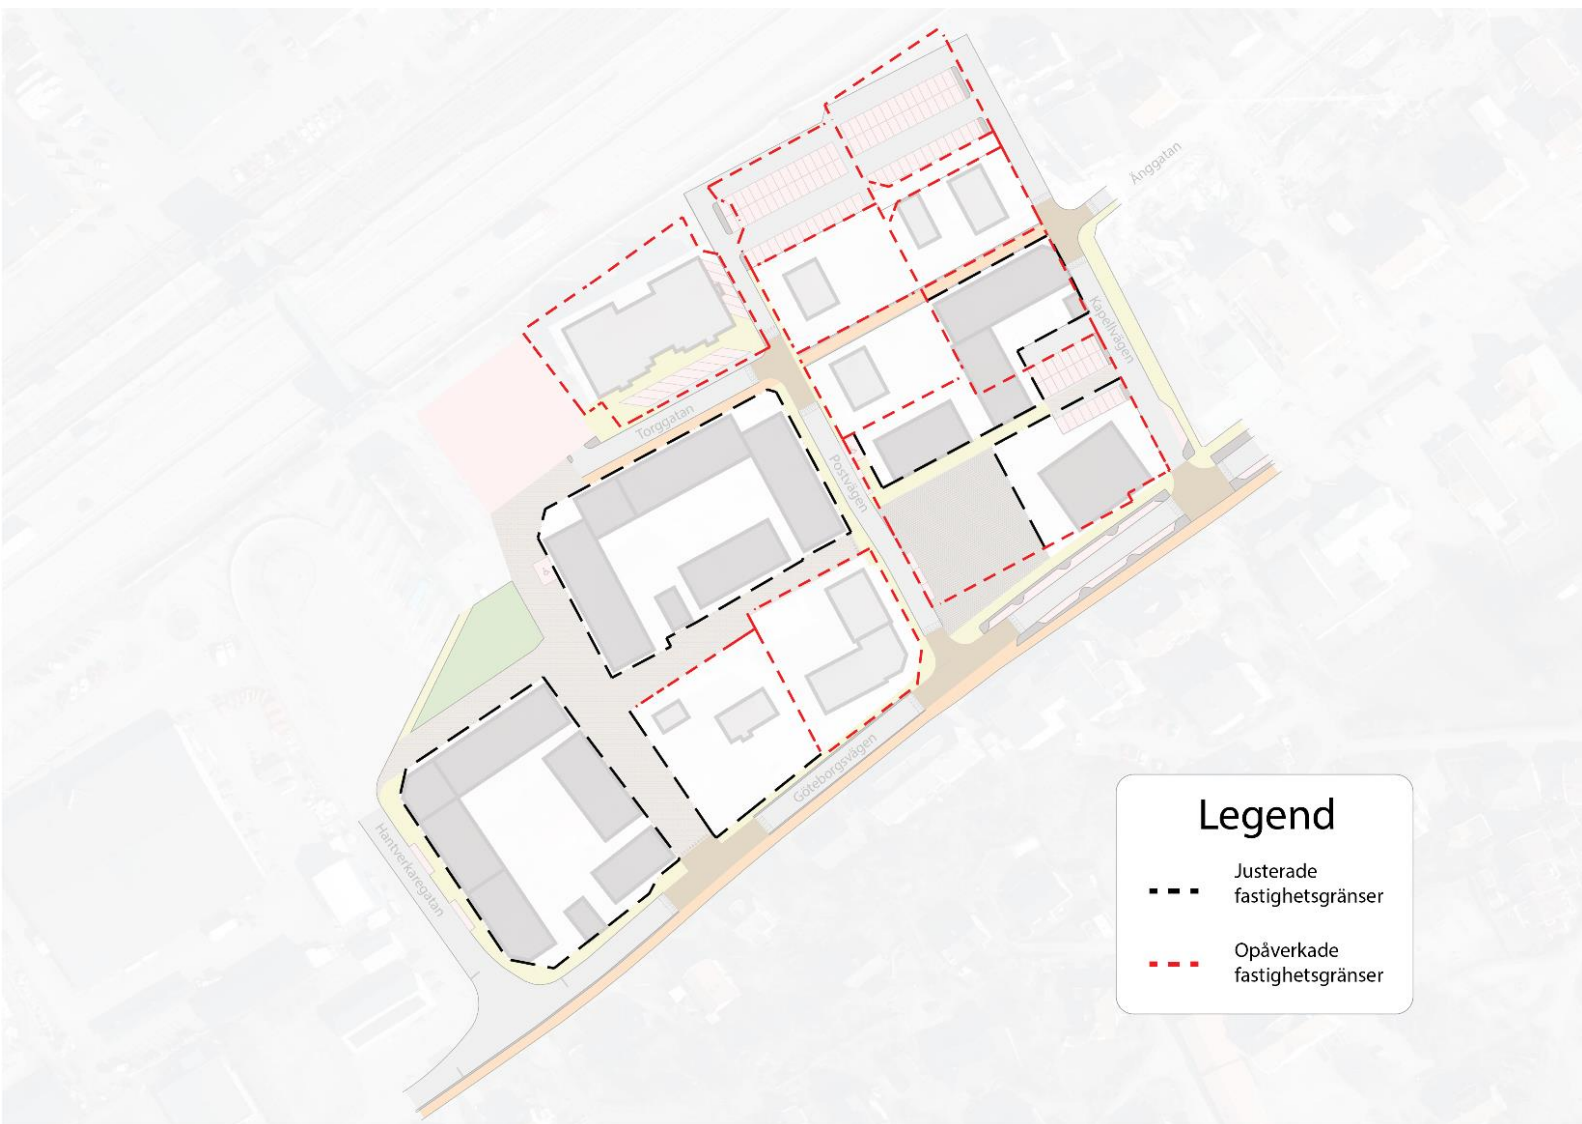 Änggatan
Kapellvägen
Torggatan
Postvägen
Göteborgsvägen
Hantverkaregatan
Legend
Justerade
fastighetsgränser
Opåverkade
fastighetsgränser